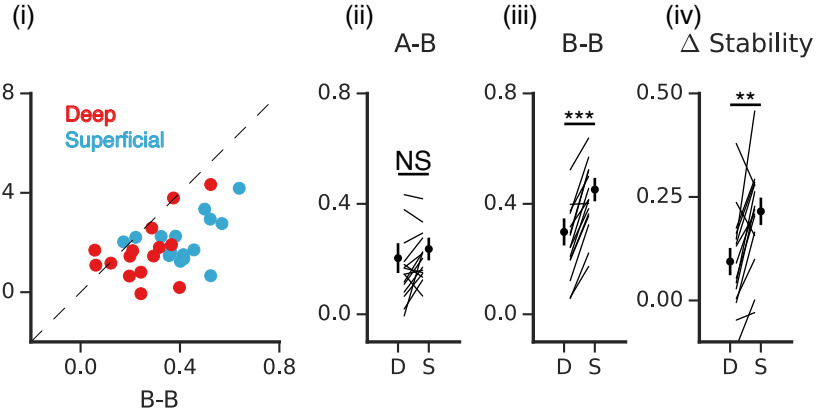 (i)
(ii)
(iii)
(iv)
A-B
B-B
Δ Stability
8
Deep
Superficial
4
0
0.0
0.4
0.8
B-B
0.8
0.4
0.0
NS
D
S
0.8
0.4
0.0
***
D
S
0.50
0.25
0.00
**
D
S